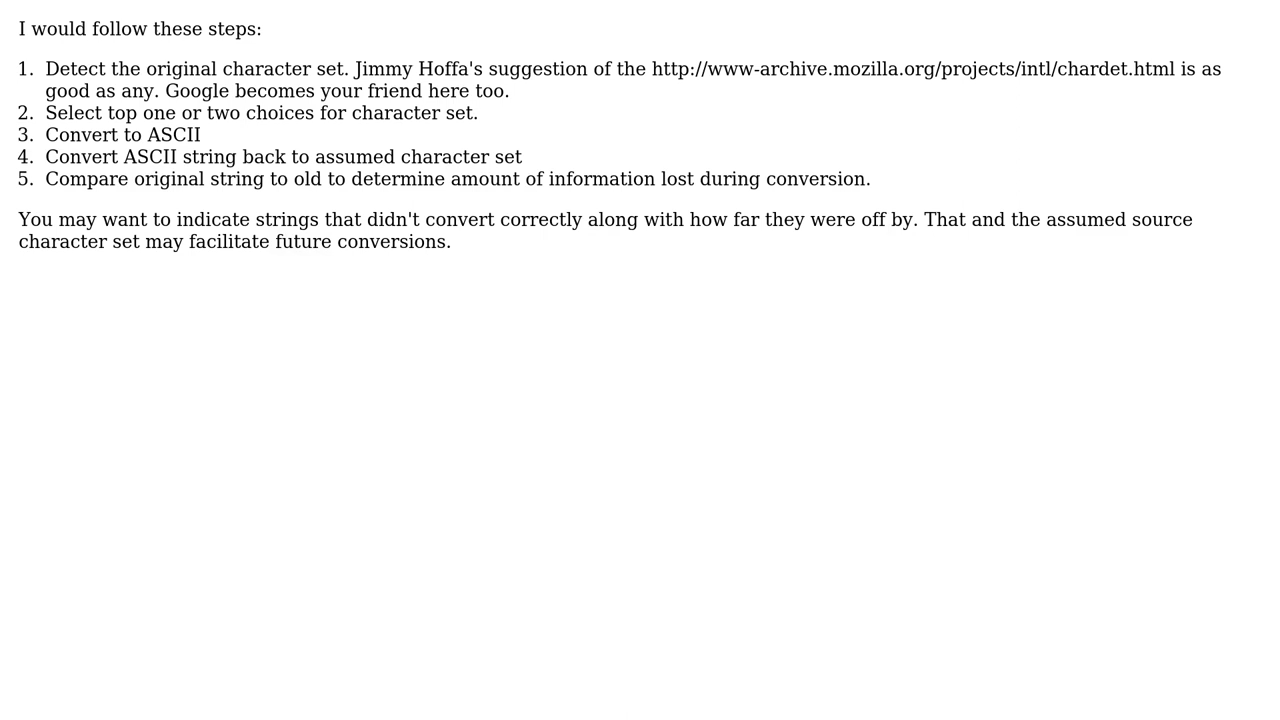 I would follow these steps:
1. Detect the original character set. Jimmy Hoffa's suggestion of the http://www-archive.mozilla.org/projects/intl/chardet.html is as
good as any. Google becomes your friend here too.
2. Select top one or two choices for character set.
3. Convert to ASCII
4. Convert ASCII string back to assumed character set
5. Compare original string to old to determine amount of information lost during conversion.
You may want to indicate strings that didn't convert correctly along with how far they were off by. That and the assumed source
character set may facilitate future conversions.